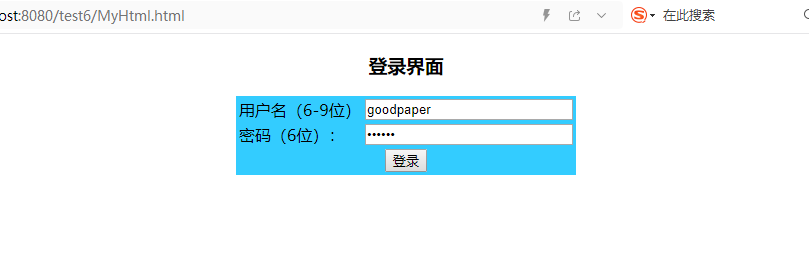 ost:8080/test6/MyHtml.html 在此搜索
登录界面
用户名（6-9位） goodpaper
密码（6位）： ••••••
登录